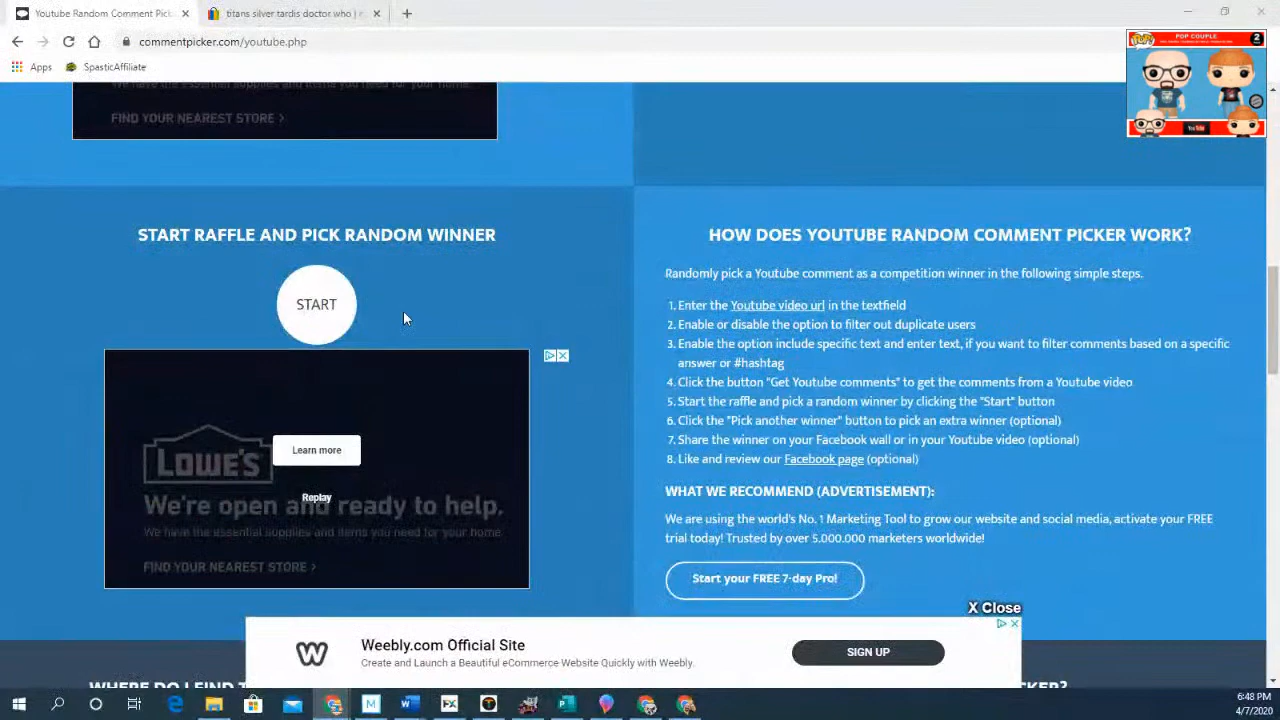 Youtube Random Comment Pick
titans silver tardis doctor who | n
commentpicker.com/youtube.php
Apps
SpasticAffiliate
POP COUPLE
2
POP!
YouTube
FIND YOUR NEAREST STORE >
START RAFFLE AND PICK RANDOM WINNER
START
LOWE'S
Learn more
Replay
We're open and ready to help.
We have the essential supplies and items you need for your home.
FIND YOUR NEAREST STORE >
HOW DOES YOUTUBE RANDOM COMMENT PICKER WORK?
Randomly pick a Youtube comment as a competition winner in the following simple steps.
1. Enter the Youtube video url in the textfield
2. Enable or disable the option to filter out duplicate users
3. Enable the option include specific text and enter text, if you want to filter comments based on a specific
answer or #hashtag
4. Click the button "Get Youtube comments" to get the comments from a Youtube video
5. Start the raffle and pick a random winner by clicking the "Start" button
6. Click the "Pick another winner" button to pick an extra winner (optional)
7. Share the winner on your Facebook wall or in your Youtube video (optional)
8. Like and review our Facebook page (optional)
WHAT WE RECOMMEND (ADVERTISEMENT):
We are using the world's No. 1 Marketing Tool to grow our website and social media, activate your FREE
trial today! Trusted by over 5.000.000 marketers worldwide!
Start your FREE 7-day Pro!
X Close
Weebly.com Official Site
Create and Launch a Beautiful eCommerce Website Quickly with Weebly.
SIGN UP
WHERE DO I FIND T
PICKER?
6:48 PM
4/7/2020